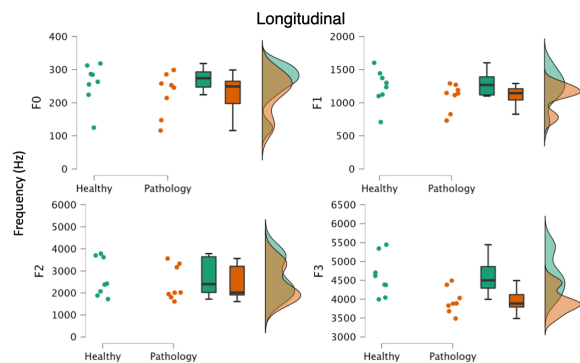 Longitudinal
Frequency (Hz)
F0
400
300
200
100
0
Healthy
Pathology
F1
2000
1500
1000
500
0
Healthy
Pathology
F2
6000
5000
4000
3000
2000
1000
0
Healthy
Pathology
F3
6500
5500
5000
4500
4000
3500
3000
Healthy
Pathology